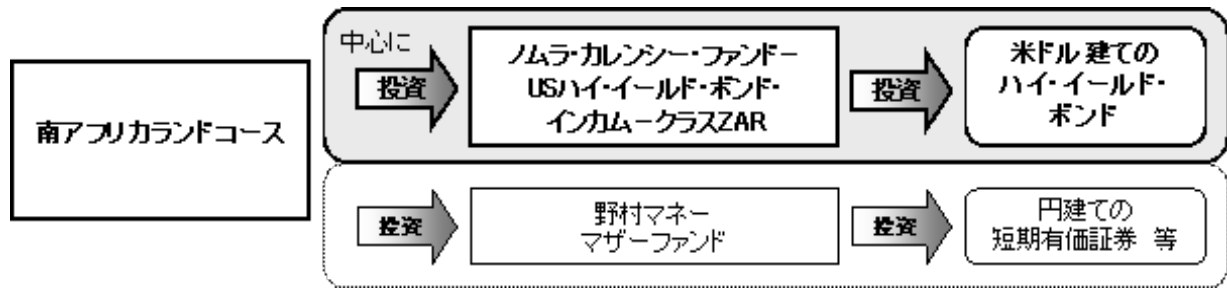 南アフリカランドコース
中心に
投資
ノムラ・カレンシー・ファンドー
USハイ・イールド・ボンド・
インカムークラスZAR
投資
米ドル建ての
ハイ・イールド・
ボンド
投資
野村マネー
マザーファンド
投資
円建ての
短期有価証券 等